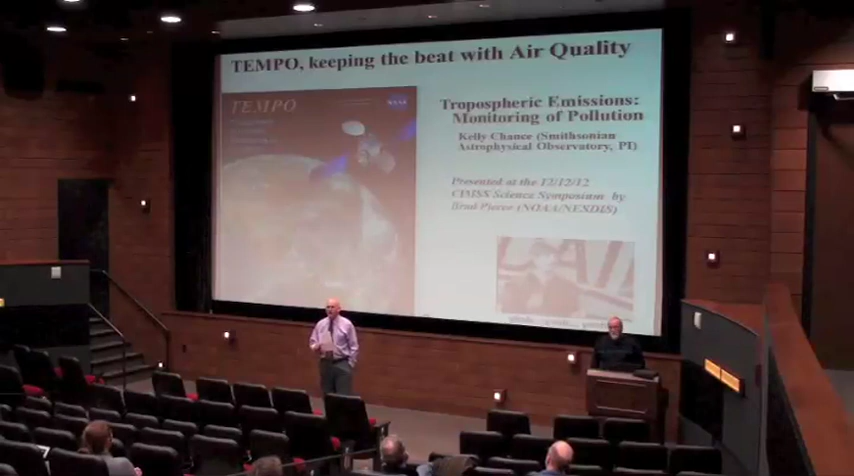 TEMPO, keeping the beat with Air Quality
TEMPO
NASA
Tropospheric Emissions:
Monitoring of Pollution
Kelly Chance (Smithsonian
Astrophysical Observatory, PI)
Presented at the 12/12/12
CIMSS Science Symposium by
Brad Pierce (NOAA/NESDIS)